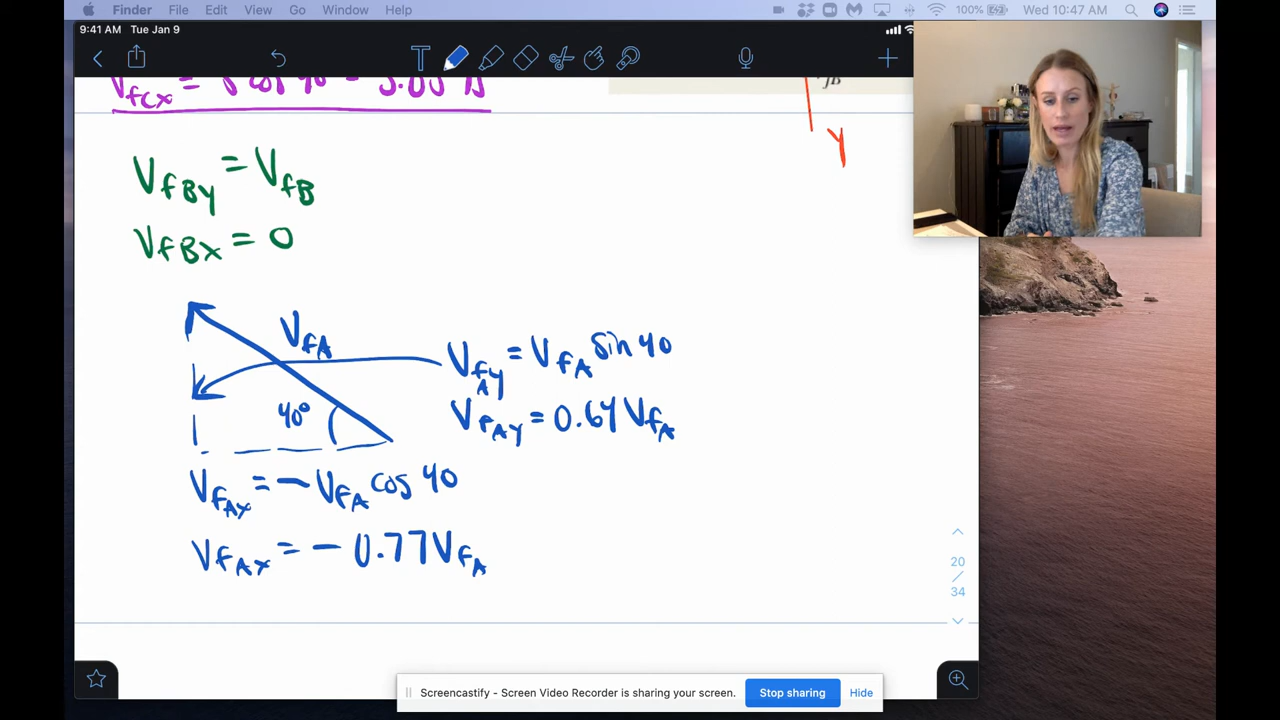 Finder File Edit View Go Window Help 100% Wed 10:47 AM
9:41 AM Tue Jan 9
VfCx =
fB
y
VfBy = VfB
VfBx = 0
VfA
40°
VfAy = VfA sin 40
VfAy = 0.64 VfA
VfAx = - VfA cos 40
VfAx = - 0.77 VfA
20
/
34
Screencastify - Screen Video Recorder is sharing your screen. Stop sharing Hide